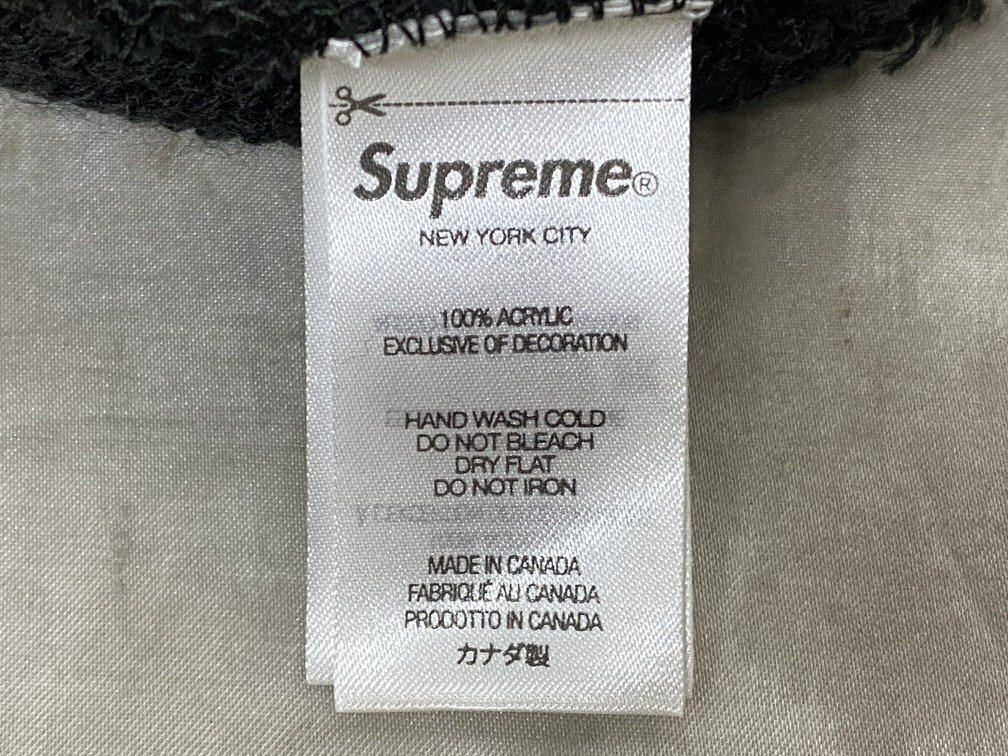 Supreme®
NEW YORK CITY
100% ACRYLIC
EXCLUSIVE OF DECORATION
HAND WASH COLD
DO NOT BLEACH
DRY FLAT
DO NOT IRON
MADE IN CANADA
FABRIQUÉ AU CANADA
PRODOTTO IN CANADA
カナダ製